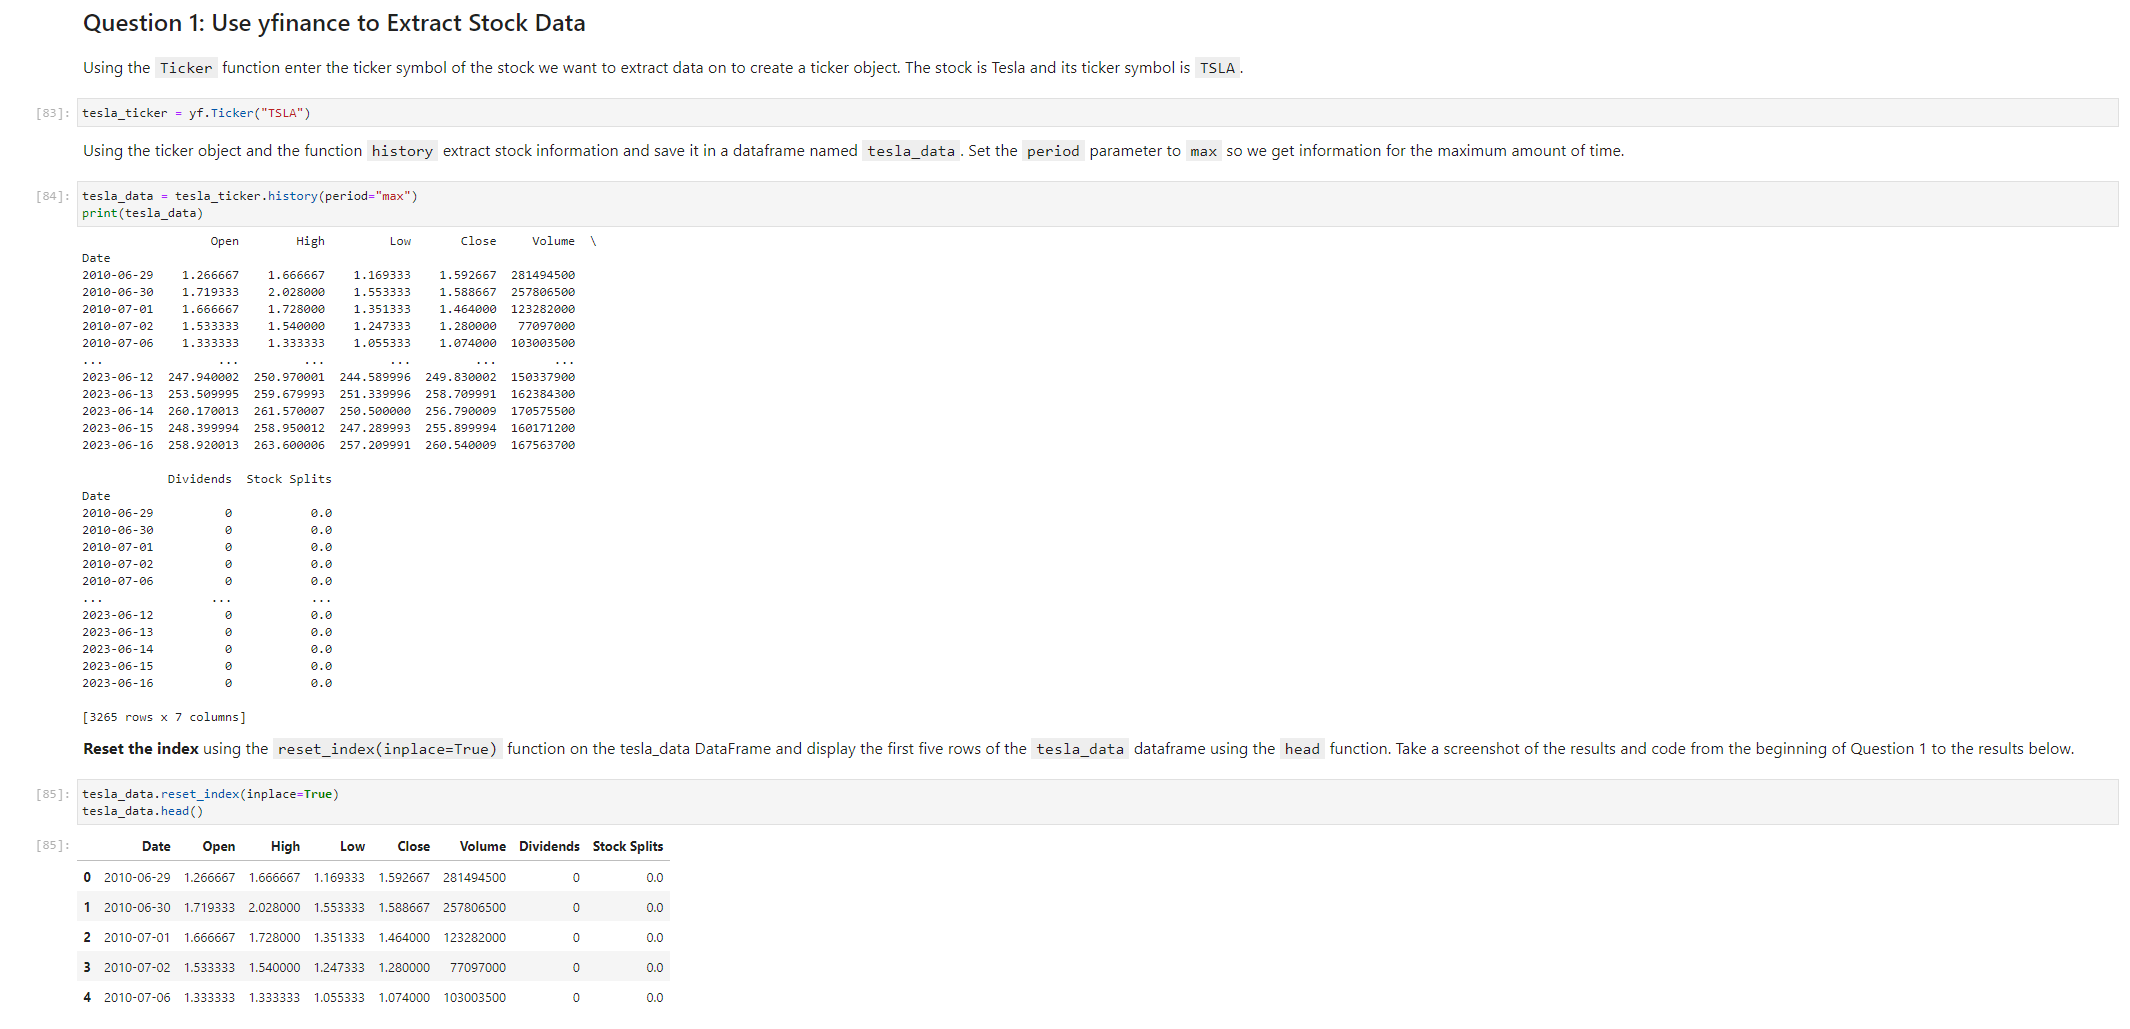 Question 1: Use yfinance to Extract Stock Data
Using the Ticker function enter the ticker symbol of the stock we want to extract data on to create a ticker object. The stock is Tesla and its ticker symbol is TSLA .
[83]: tesla_ticker = yf.Ticker("TSLA")
Using the ticker object and the function history extract stock information and save it in a dataframe named tesla_data . Set the period parameter to max so we get information for the maximum amount of time.
[84]: tesla_data = tesla_ticker.history(period="max")
print(tesla_data)
Open High Low Close Volume \
Date
2010-06-29 1.266667 1.666667 1.169333 1.592667 281494500
2010-06-30 1.719333 2.028000 1.553333 1.588667 257806500
2010-07-01 1.666667 1.728000 1.351333 1.464000 123282000
2010-07-02 1.533333 1.540000 1.247333 1.280000 77097000
2010-07-06 1.333333 1.333333 1.055333 1.074000 103003500
... ... ... ... ... ...
2023-06-12 247.940002 250.970001 244.589996 249.830002 150337900
2023-06-13 253.509995 259.679993 251.339996 258.709991 162384300
2023-06-14 260.170013 261.570007 250.500000 256.790009 170575500
2023-06-15 248.399994 258.950012 247.289993 255.899994 160171200
2023-06-16 258.920013 263.600006 257.209991 260.540009 167563700
Dividends Stock Splits
Date
2010-06-29 0 0.0
2010-06-30 0 0.0
2010-07-01 0 0.0
2010-07-02 0 0.0
2010-07-06 0 0.0
... ... ...
2023-06-12 0 0.0
2023-06-13 0 0.0
2023-06-14 0 0.0
2023-06-15 0 0.0
2023-06-16 0 0.0
[3265 rows x 7 columns]
Reset the index using the reset_index(inplace=True) function on the tesla_data DataFrame and display the first five rows of the tesla_data dataframe using the head function. Take a screenshot of the results and code from the beginning of Question 1 to the results below.
[85]: tesla_data.reset_index(inplace=True)
tesla_data.head()
[85]: Date Open High Low Close Volume Dividends Stock Splits
0 2010-06-29 1.266667 1.666667 1.169333 1.592667 281494500 0 0.0
1 2010-06-30 1.719333 2.028000 1.553333 1.588667 257806500 0 0.0
2 2010-07-01 1.666667 1.728000 1.351333 1.464000 123282000 0 0.0
3 2010-07-02 1.533333 1.540000 1.247333 1.280000 77097000 0 0.0
4 2010-07-06 1.333333 1.333333 1.055333 1.074000 103003500 0 0.0